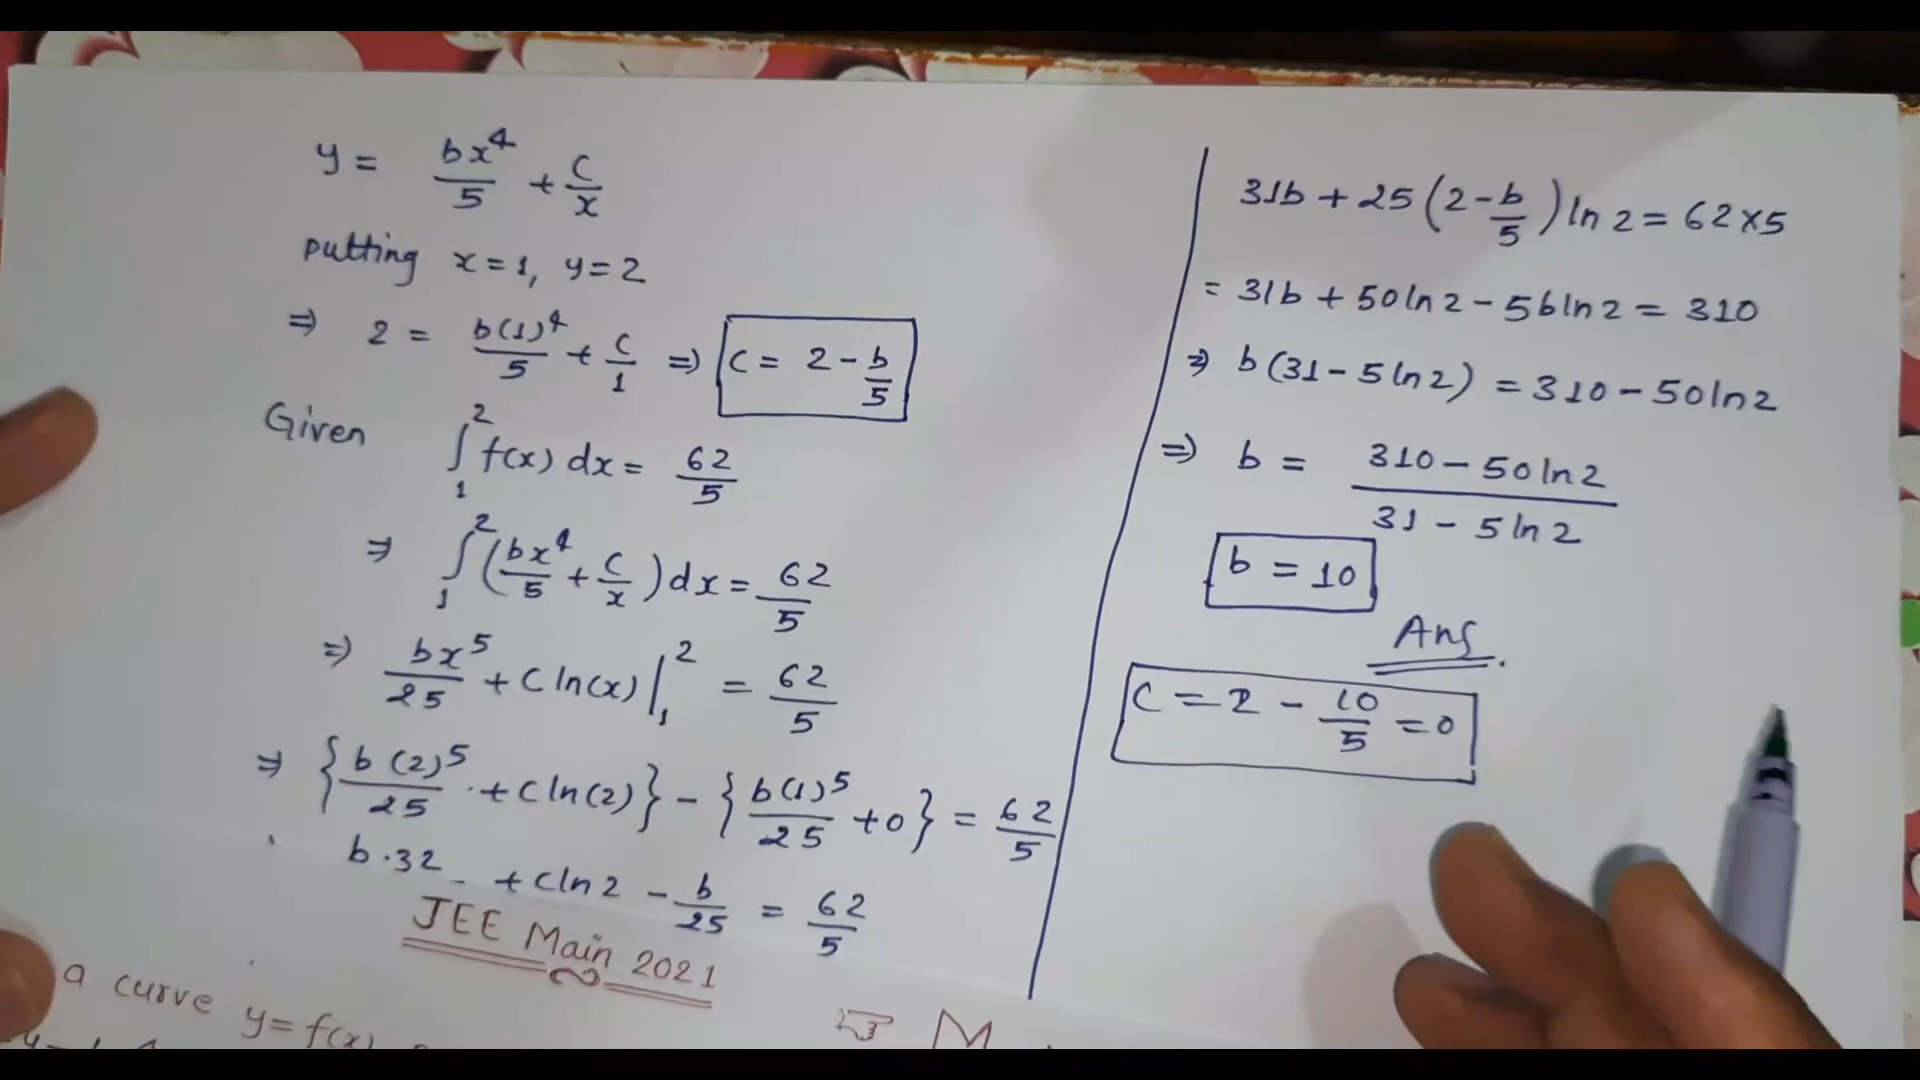 y = bx⁴/5 + C/x
putting x=1, y=2
⇒ 2 = b(1)⁴/5 + C/1 ⇒ C = 2 - b/5
Given ∫₁² f(x) dx = 62/5
⇒ ∫₁² (bx⁴/5 + C/x) dx = 62/5
⇒ bx⁵/25 + C ln(x) |₁² = 62/5
⇒ {b(2)⁵/25 + C ln(2)} - {b(1)⁵/25 + 0} = 62/5
b·32 + C ln 2 - b/25 = 62/5
JEE Main 2021
a curve y=f(x)
31b + 25(2 - b/5) ln 2 = 62×5
= 31b + 50 ln 2 - 5b ln 2 = 310
⇒ b(31 - 5 ln 2) = 310 - 50 ln 2
⇒ b = 310 - 50 ln 2 / 31 - 5 ln 2
b = 10
Ans.
C = 2 - 10/5 = 0